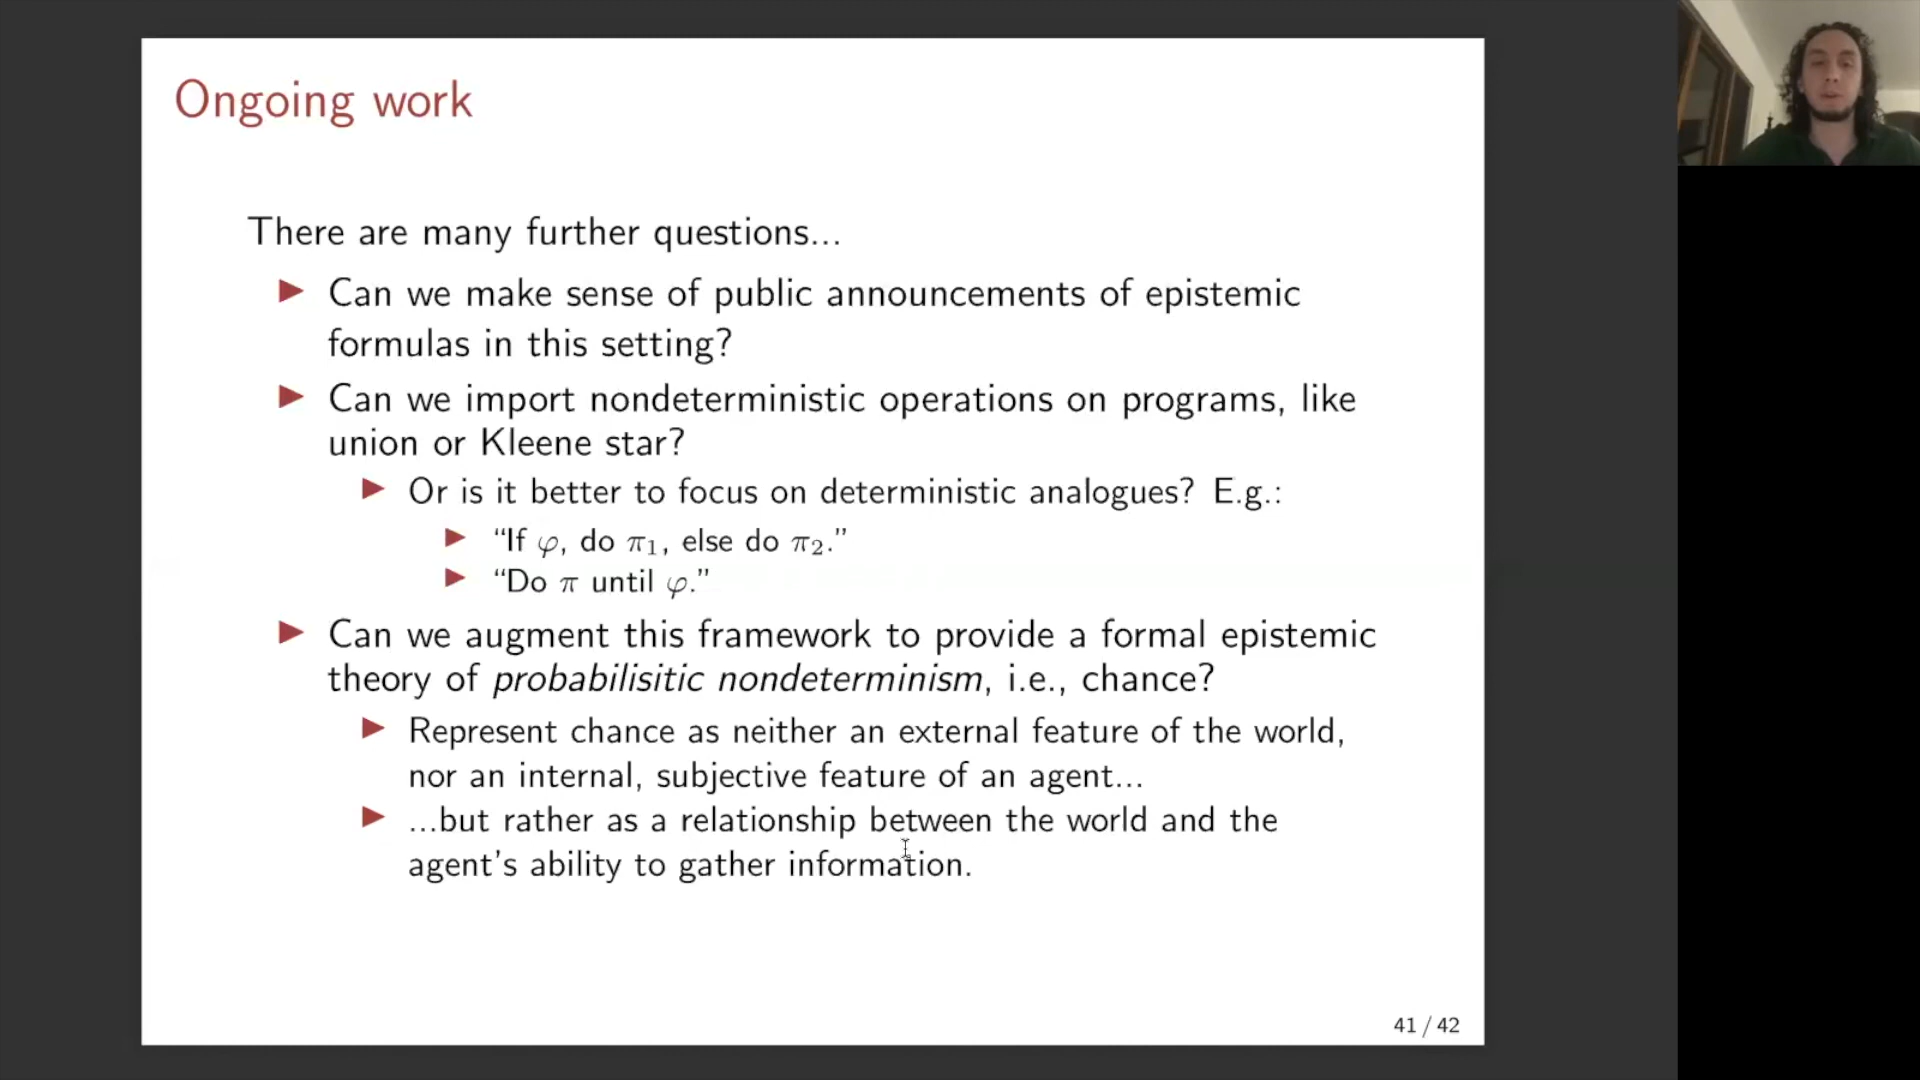 Ongoing work
There are many further questions...
▶ Can we make sense of public announcements of epistemic
formulas in this setting?
▶ Can we import nondeterministic operations on programs, like
union or Kleene star?
▶ Or is it better to focus on deterministic analogues? E.g.:
▶ “If φ, do π₁, else do π₂.”
▶ “Do π until φ.”
▶ Can we augment this framework to provide a formal epistemic
theory of probabilisitic nondeterminism, i.e., chance?
▶ Represent chance as neither an external feature of the world,
nor an internal, subjective feature of an agent...
▶ ...but rather as a relationship between the world and the
agent’s ability to gather information.
41 / 42